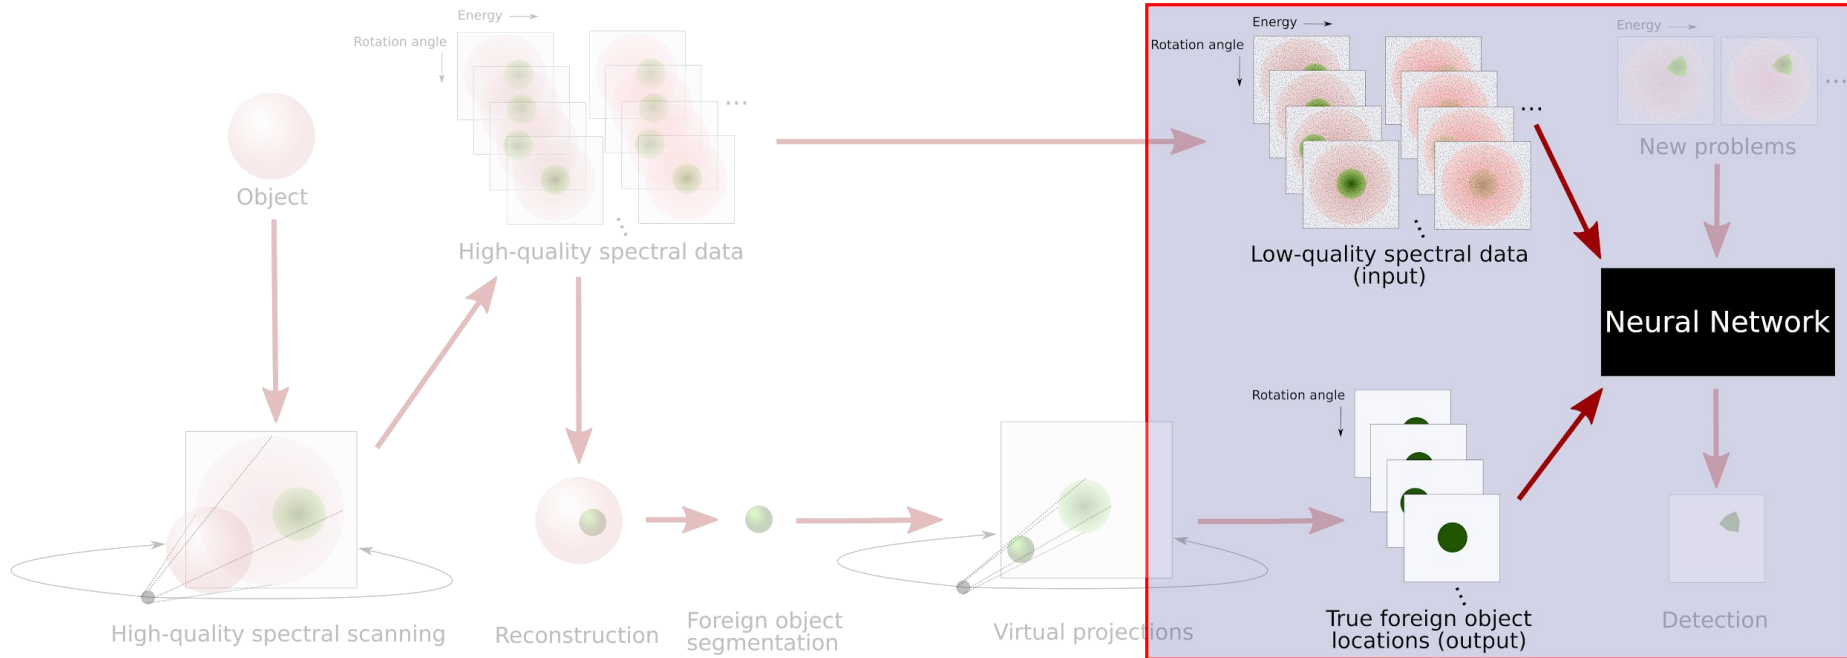 Energy
Rotation angle
...
Object
High-quality spectral data
High-quality spectral scanning
Reconstruction
Foreign object
segmentation
Virtual projections
Energy
Rotation angle
...
Low-quality spectral data
(input)
Energy
...
New problems
Neural Network
Rotation angle
True foreign object
locations (output)
Detection